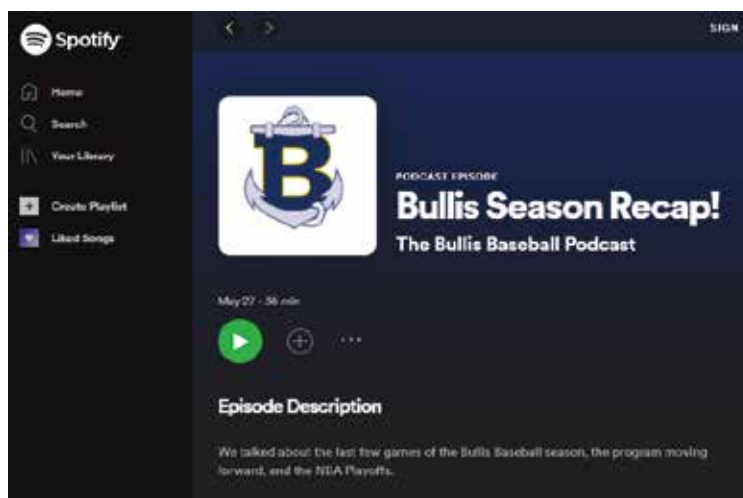 Spotify
SIGN
Home
Search
Your Library
Create Playlist
Liked Songs
B
PODCAST EPISODE
Bullis Season Recap!
The Bullis Baseball Podcast
May 27 - 36 min
Episode Description
We talked about the last few games of the Bullis Baseball season, the program moving
forward, and the NBA Playoffs.